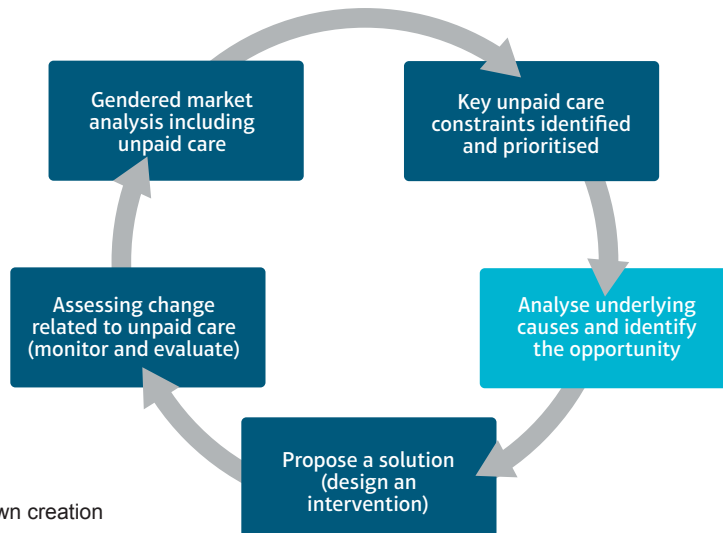 Gendered market
analysis including
unpaid care
Key unpaid care
constraints identified
and prioritised
Analyse underlying
causes and identify
the opportunity
Propose a solution
(design an
intervention)
Assessing change
related to unpaid care
(monitor and evaluate)
creation